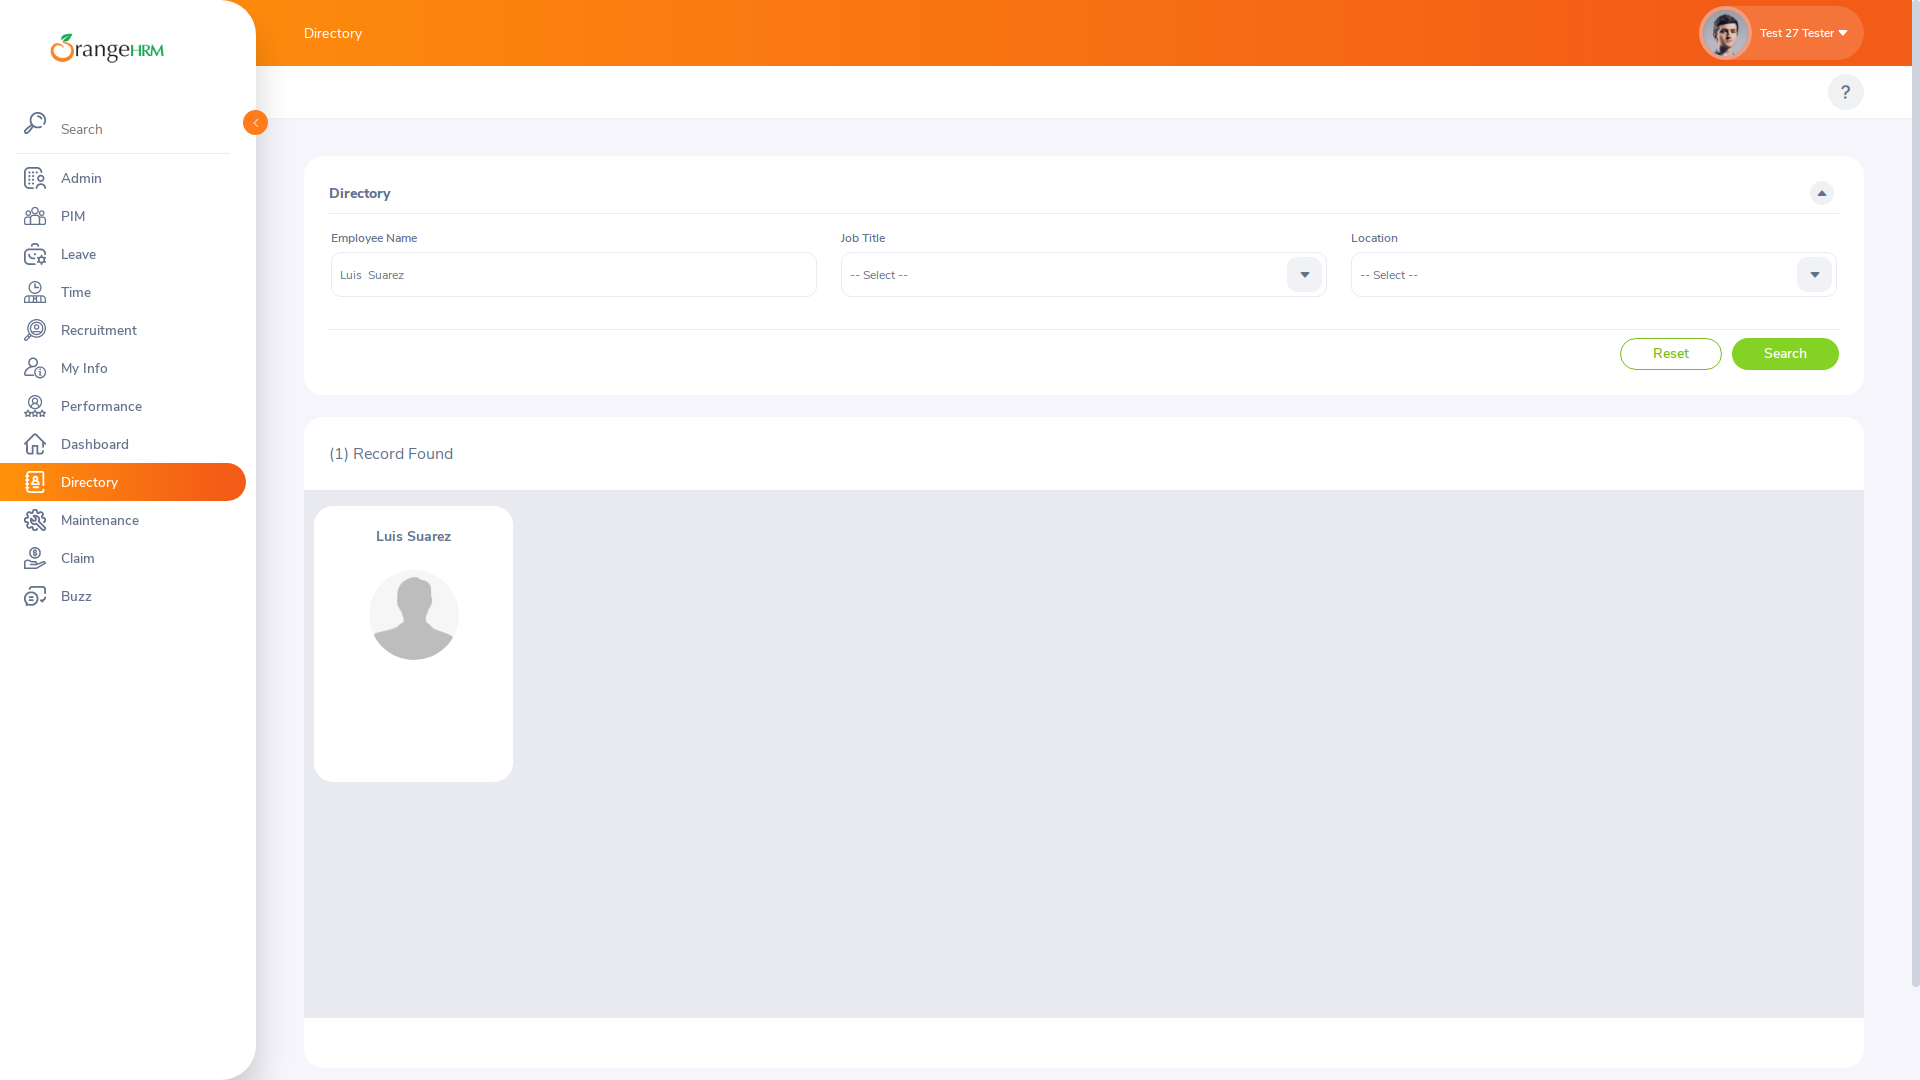 OrangeHRM
Directory
Test 27 Tester
?
Search
Admin
PIM
Leave
Time
Recruitment
My Info
Performance
Dashboard
Directory
Maintenance
Claim
Buzz
Directory
Employee Name
Job Title
Location
Luis  Suarez
-- Select --
-- Select --
Reset
Search
(1) Record Found
Luis Suarez